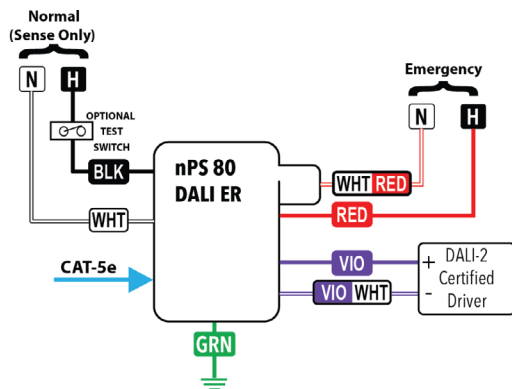 Normal
(Sense Only)
N
H
OPTIONAL
TEST
SWITCH
BLK
WHT
CAT-5e
nPS 80
DALI ER
GRN
Emergency
N
H
WHT RED
RED
VIO
VIO WHT
+ DALI-2
Certified
- Driver